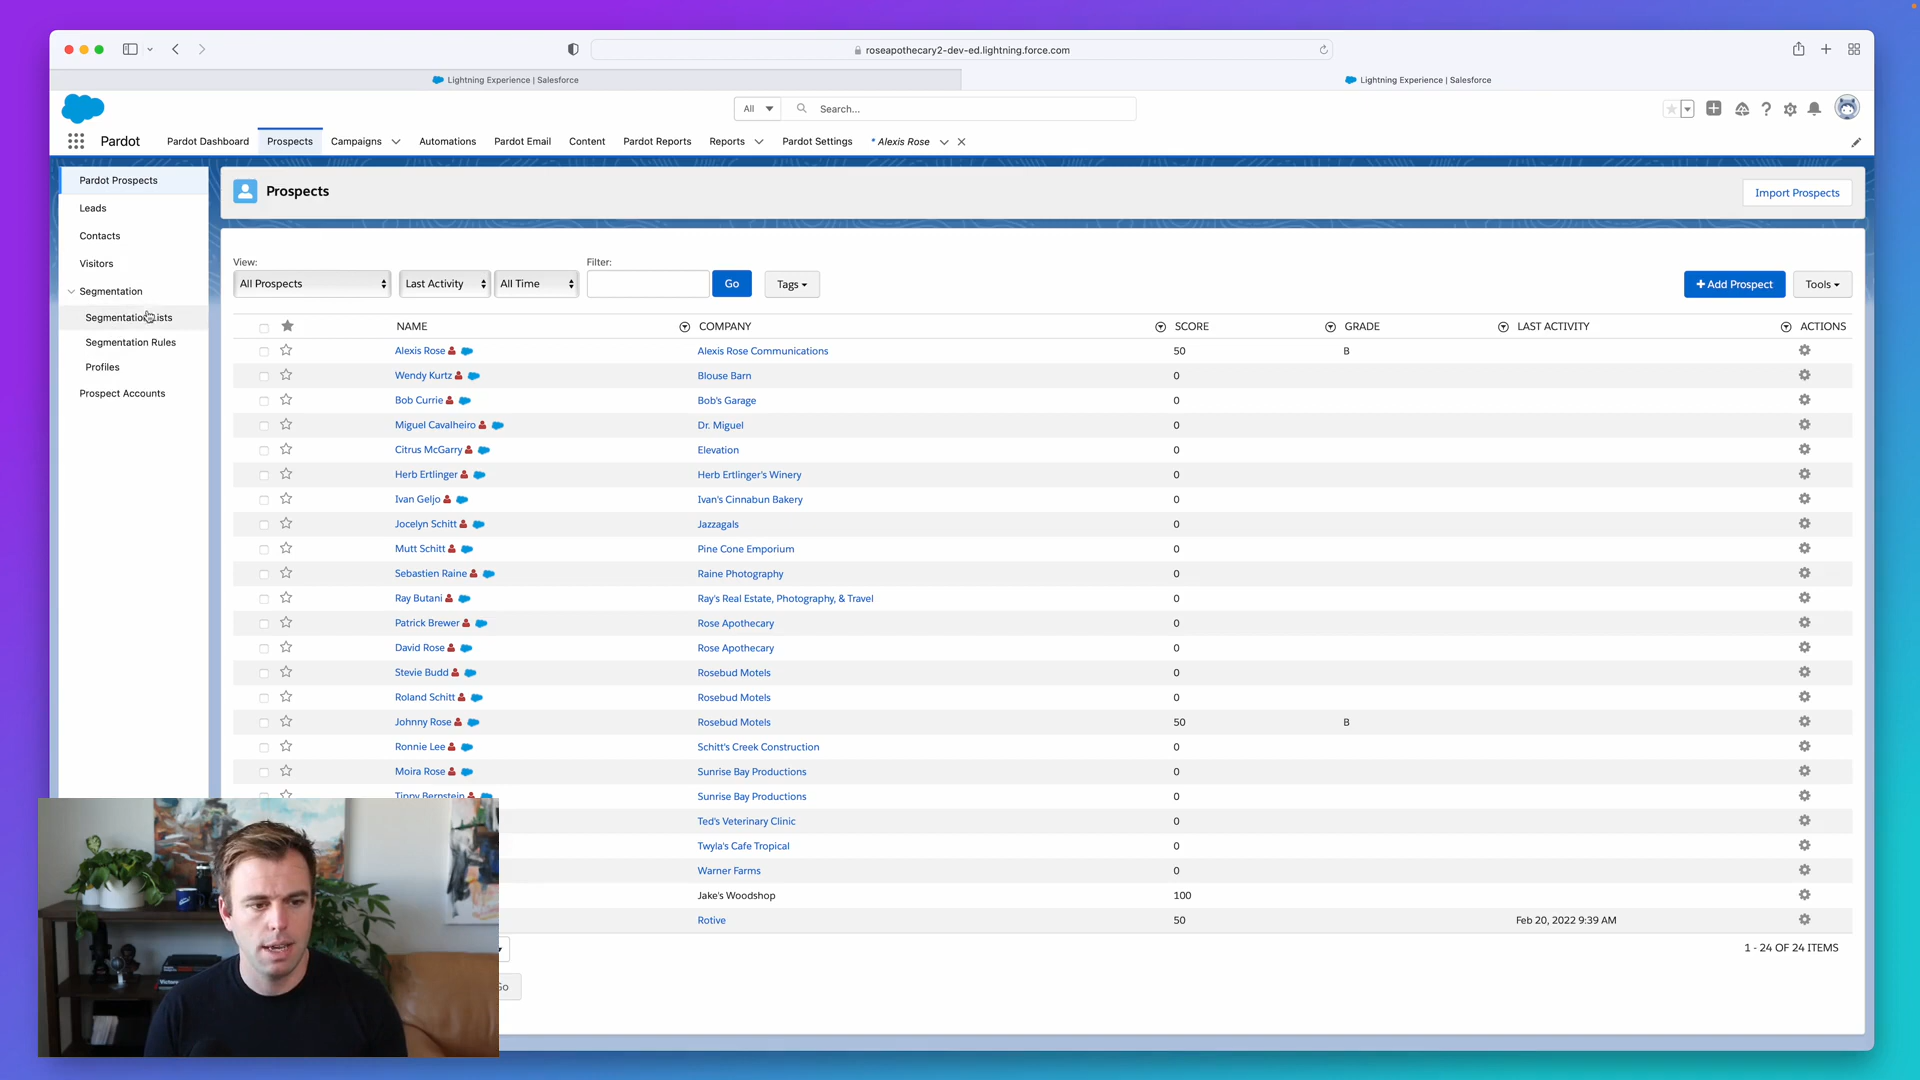 roseapothecary2-dev-ed.lightning.force.com
Lightning Experience | Salesforce
Lightning Experience | Salesforce
All
Search...
Pardot
Pardot Dashboard
Prospects
Campaigns
Automations
Pardot Email
Content
Pardot Reports
Reports
Pardot Settings
* Alexis Rose
Pardot Prospects
Leads
Contacts
Visitors
Segmentation
Segmentation Lists
Segmentation Rules
Profiles
Prospect Accounts
Prospects
Import Prospects
View:
All Prospects
Last Activity
All Time
Filter:
Go
Tags
+ Add Prospect
Tools
NAME COMPANY SCORE GRADE LAST ACTIVITY ACTIONS
Alexis Rose Alexis Rose Communications 50 B
Wendy Kurtz Blouse Barn 0
Bob Currie Bob's Garage 0
Miguel Cavalheiro Dr. Miguel 0
Citrus McGarry Elevation 0
Herb Ertlinger Herb Ertlinger's Winery 0
Ivan Geljo Ivan's Cinnabun Bakery 0
Jocelyn Schitt Jazzagals 0
Mutt Schitt Pine Cone Emporium 0
Sebastien Raine Raine Photography 0
Ray Butani Ray's Real Estate, Photography, & Travel 0
Patrick Brewer Rose Apothecary 0
David Rose Rose Apothecary 0
Stevie Budd Rosebud Motels 0
Roland Schitt Rosebud Motels 0
Johnny Rose Rosebud Motels 50 B
Ronnie Lee Schitt's Creek Construction 0
Moira Rose Sunrise Bay Productions 0
Tippy Bernstein Sunrise Bay Productions 0
Ted's Veterinary Clinic 0
Twyla's Cafe Tropical 0
Warner Farms 0
Jake's Woodshop 100
Rotive 50 Feb 20, 2022 9:39 AM
1 - 24 OF 24 ITEMS